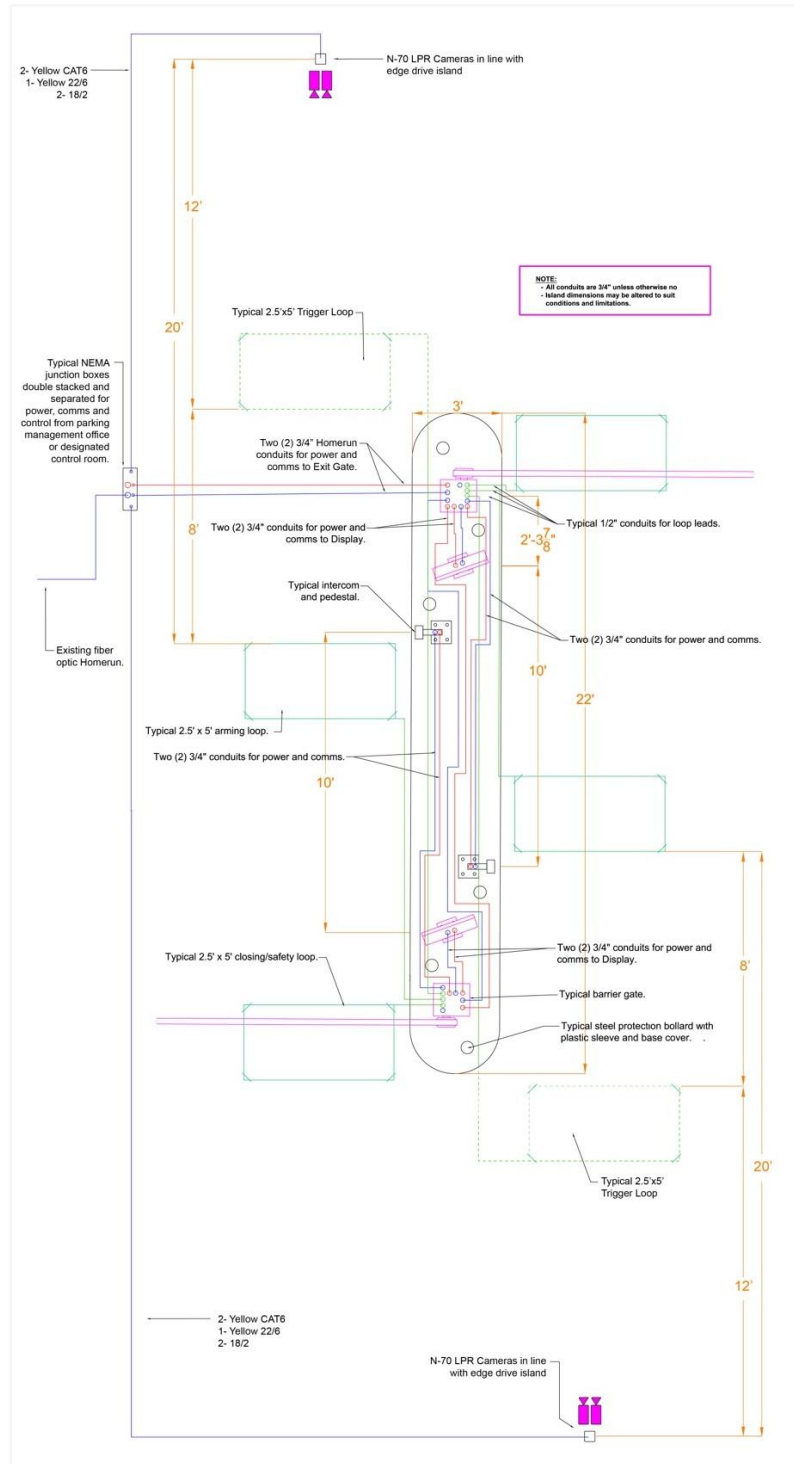 N-70 LPR Cameras in line with
edge drive island
2- Yellow CAT6
1- Yellow 22/6
2- 18/2
12'
NOTE:
- All conduits are 3/4" unless otherwise no
- Island dimensions may be altered to suit
conditions and limitations.
Typical 2.5'x5' Trigger Loop
20'
Typical NEMA
junction boxes
double stacked and
separated for
power, comms and
control from parking
management office
or designated
control room.
3'
Two (2) 3/4" Homerun
conduits for power and
comms to Exit Gate.
Two (2) 3/4" conduits for power and
comms to Display.
8'
Typical 1/2" conduits for loop leads.
2'-3 7/8"
Typical intercom
and pedestal.
Two (2) 3/4" conduits for power and comms.
Existing fiber
optic Homerun.
10'
22'
Typical 2.5' x 5' arming loop.
Two (2) 3/4" conduits for power and comms.
10'
Typical 2.5' x 5' closing/safety loop.
Two (2) 3/4" conduits for power and
comms to Display.
8'
Typical barrier gate.
Typical steel protection bollard with
plastic sleeve and base cover. .
20'
Typical 2.5'x5'
Trigger Loop
12'
2- Yellow CAT6
1- Yellow 22/6
2- 18/2
N-70 LPR Cameras in line
with edge drive island